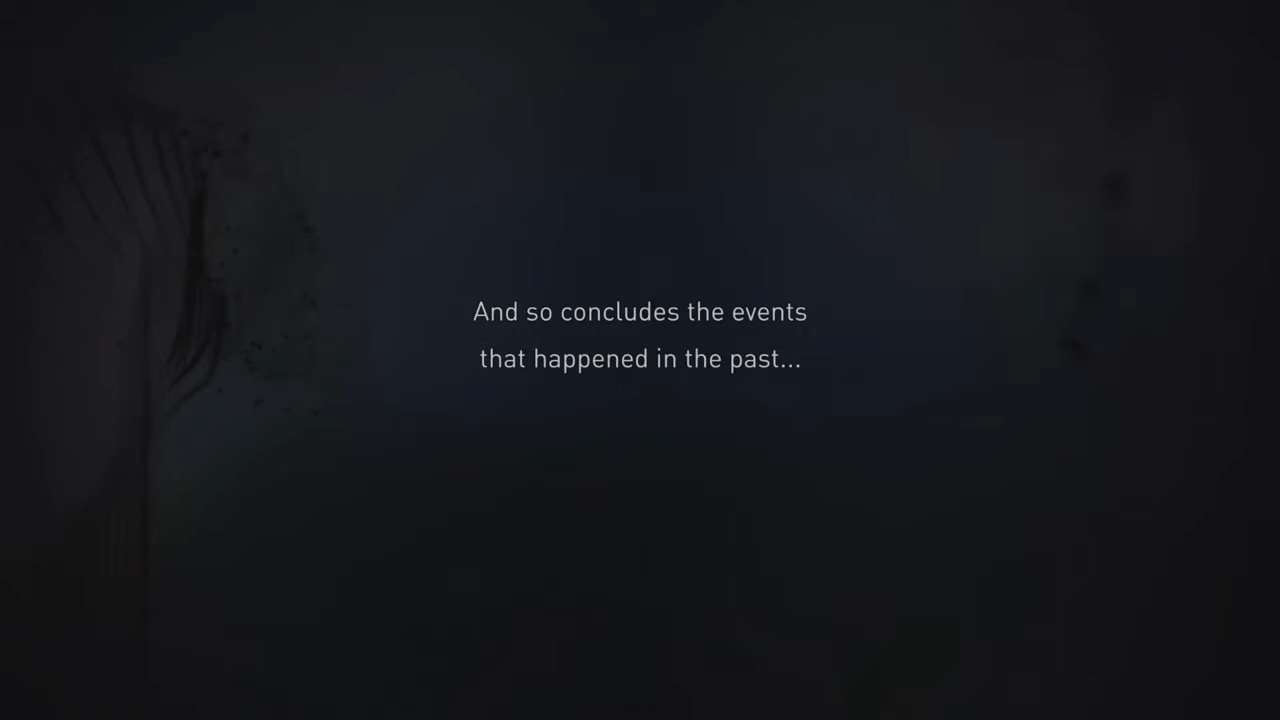 And so concludes the events
that happened in the past...